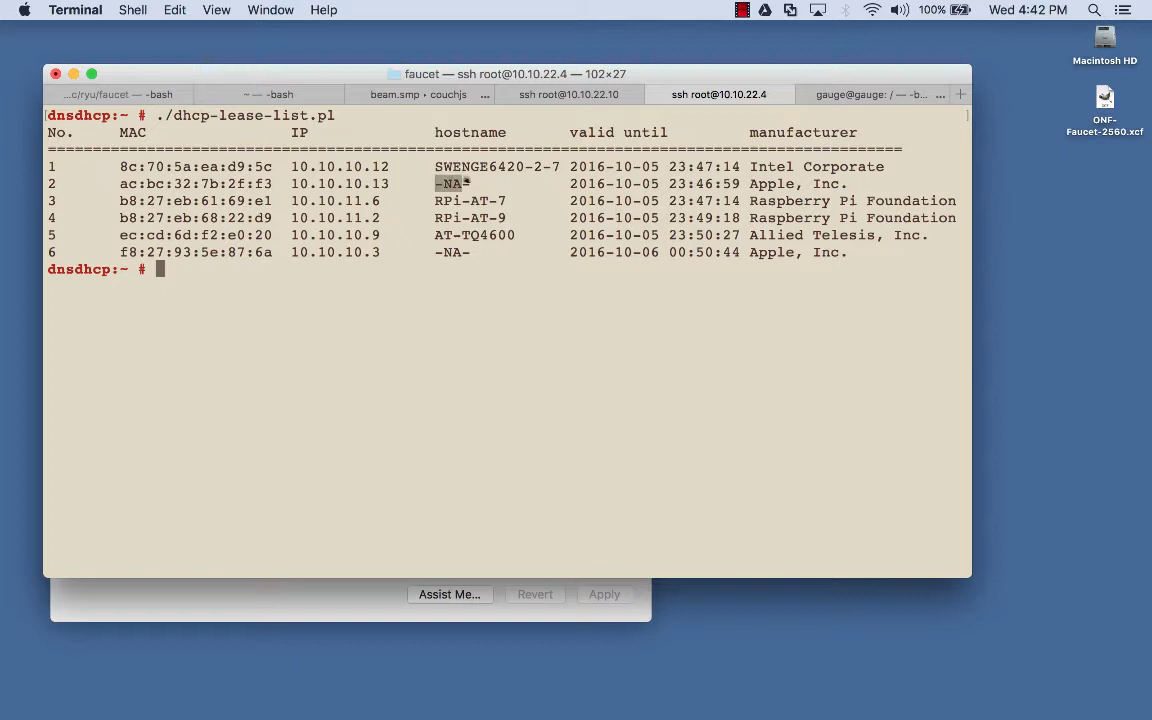 Terminal Shell Edit View Window Help 100% Wed 4:42 PM
Macintosh HD
ONF-
Faucet-2560.xcf
faucet — ssh root@10.10.22.4 — 102×27
...c/ryu/faucet — -bash ~ — -bash beam.smp • couchjs ... ssh root@10.10.22.10 ssh root@10.10.22.4 gauge@gauge: / — -b... ... +
[dnsdhcp:~ # ./dhcp-lease-list.pl ]
No. MAC IP hostname valid until manufacturer
===============================================================================================
1 8c:70:5a:ea:d9:5c 10.10.10.12 SWENGE6420-2-7 2016-10-05 23:47:14 Intel Corporate
2 ac:bc:32:7b:2f:f3 10.10.10.13 -NA- 2016-10-05 23:46:59 Apple, Inc.
3 b8:27:eb:61:69:e1 10.10.11.6 RPi-AT-7 2016-10-05 23:47:14 Raspberry Pi Foundation
4 b8:27:eb:68:22:d9 10.10.11.2 RPi-AT-9 2016-10-05 23:49:18 Raspberry Pi Foundation
5 ec:cd:6d:f2:e0:20 10.10.10.9 AT-TQ4600 2016-10-05 23:50:27 Allied Telesis, Inc.
6 f8:27:93:5e:87:6a 10.10.10.3 -NA- 2016-10-06 00:50:44 Apple, Inc.
dnsdhcp:~ #
Assist Me... Revert Apply